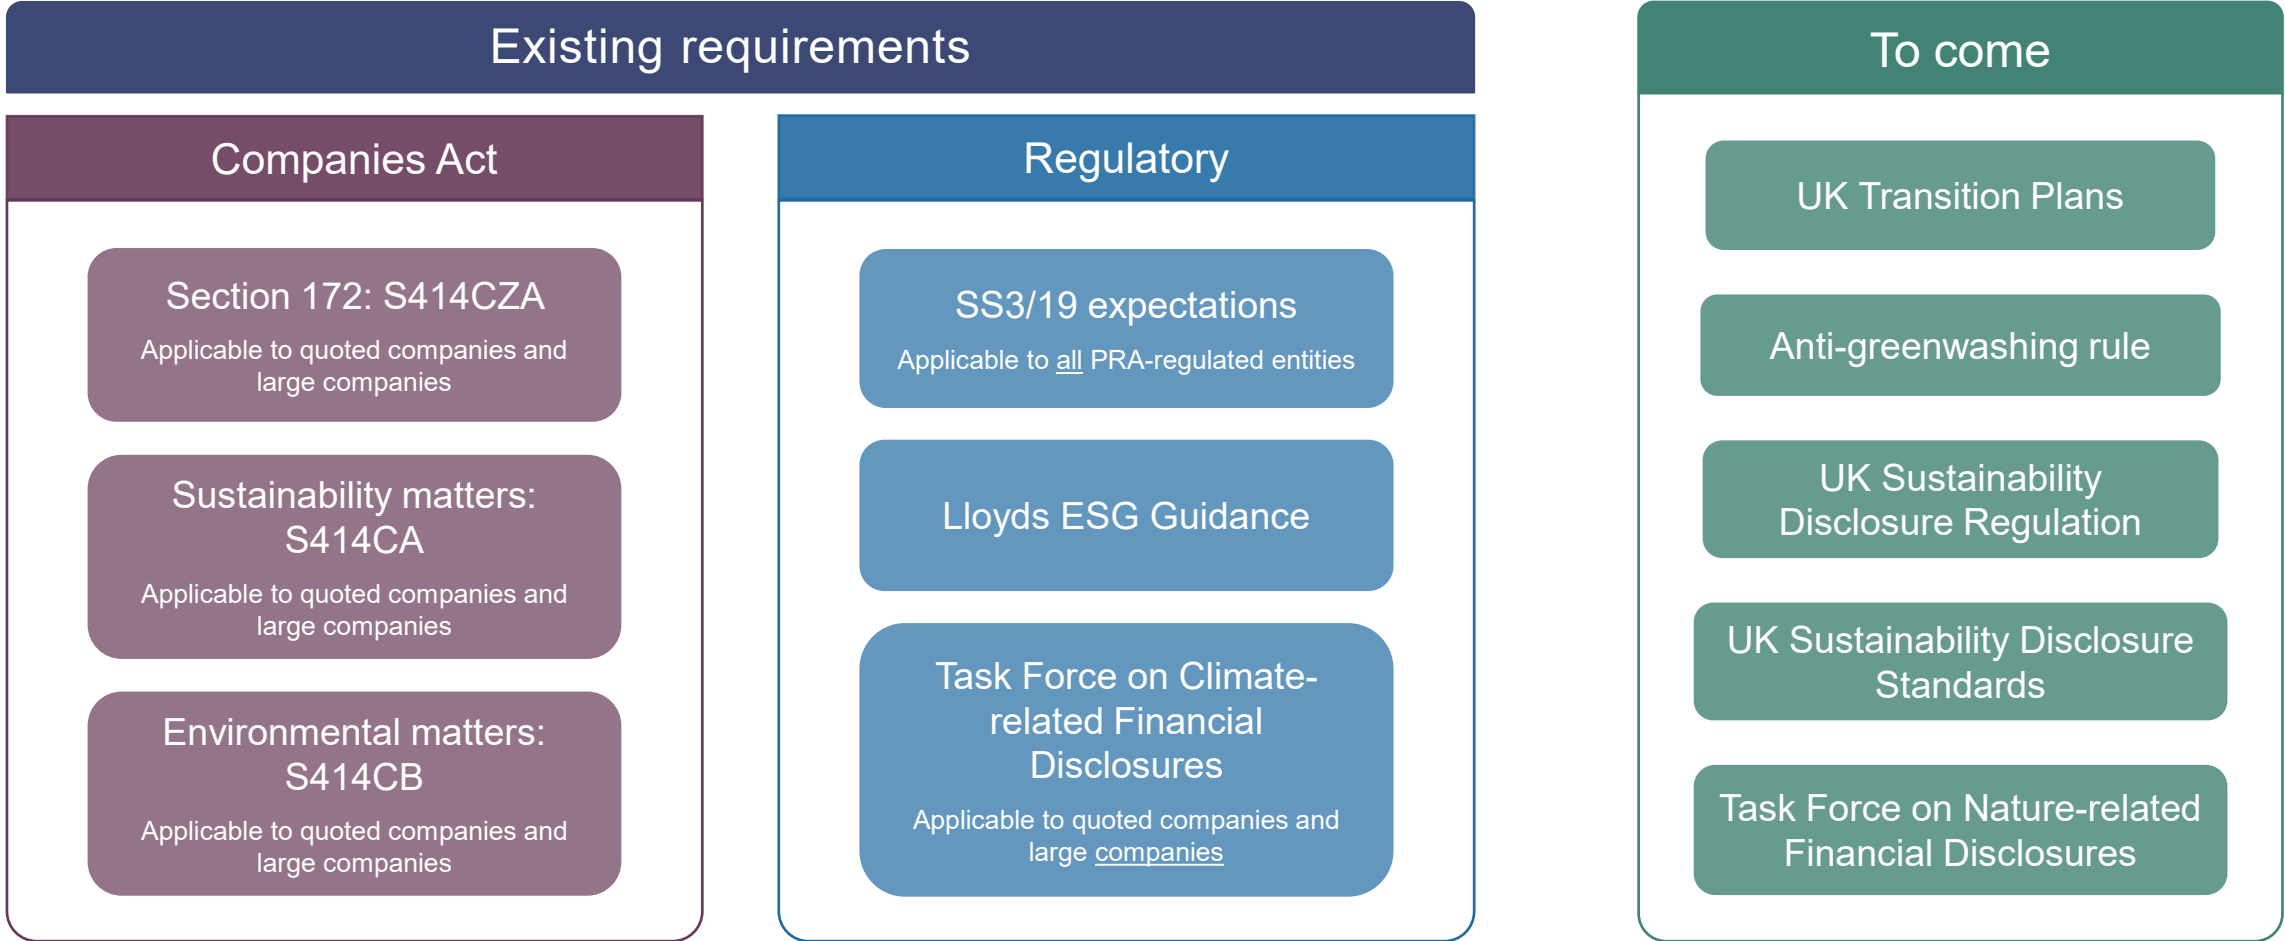 Existing requirements
Companies Act
Section 172: S414CZA
Applicable to quoted companies and
large companies
Sustainability matters:
S414CA
Applicable to quoted companies and
large companies
Environmental matters:
S414CB
Applicable to quoted companies and
large companies
Regulatory
SS3/19 expectations
Applicable to all PRA-regulated entities
Lloyds ESG Guidance
Task Force on Climate-
related Financial
Disclosures
Applicable to quoted companies and
large companies
To come
UK Transition Plans
Anti-greenwashing rule
UK Sustainability
Disclosure Regulation
UK Sustainability Disclosure
Standards
Task Force on Nature-related
Financial Disclosures